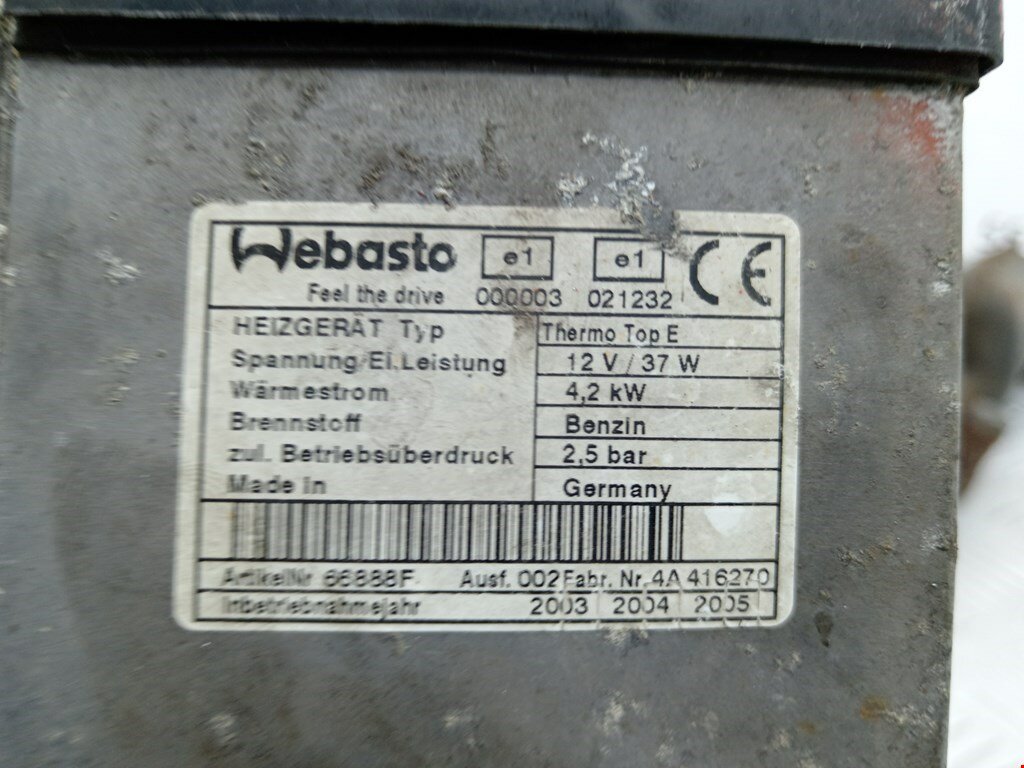 Webasto e1 e1 CE
Feel the drive 000003 021232
HEIZGERÄT Typ Thermo Top E
Spannung/El.Leistung 12 V / 37 W
Wärmestrom 4,2 kW
Brennstoff Benzin
zul. Betriebsüberdruck 2,5 bar
Made in Germany
ArtikelNr 66888F Ausf. 002 Fabr. Nr. 4A 416270
Inbetriebnahmejahr 2003 2004 2005